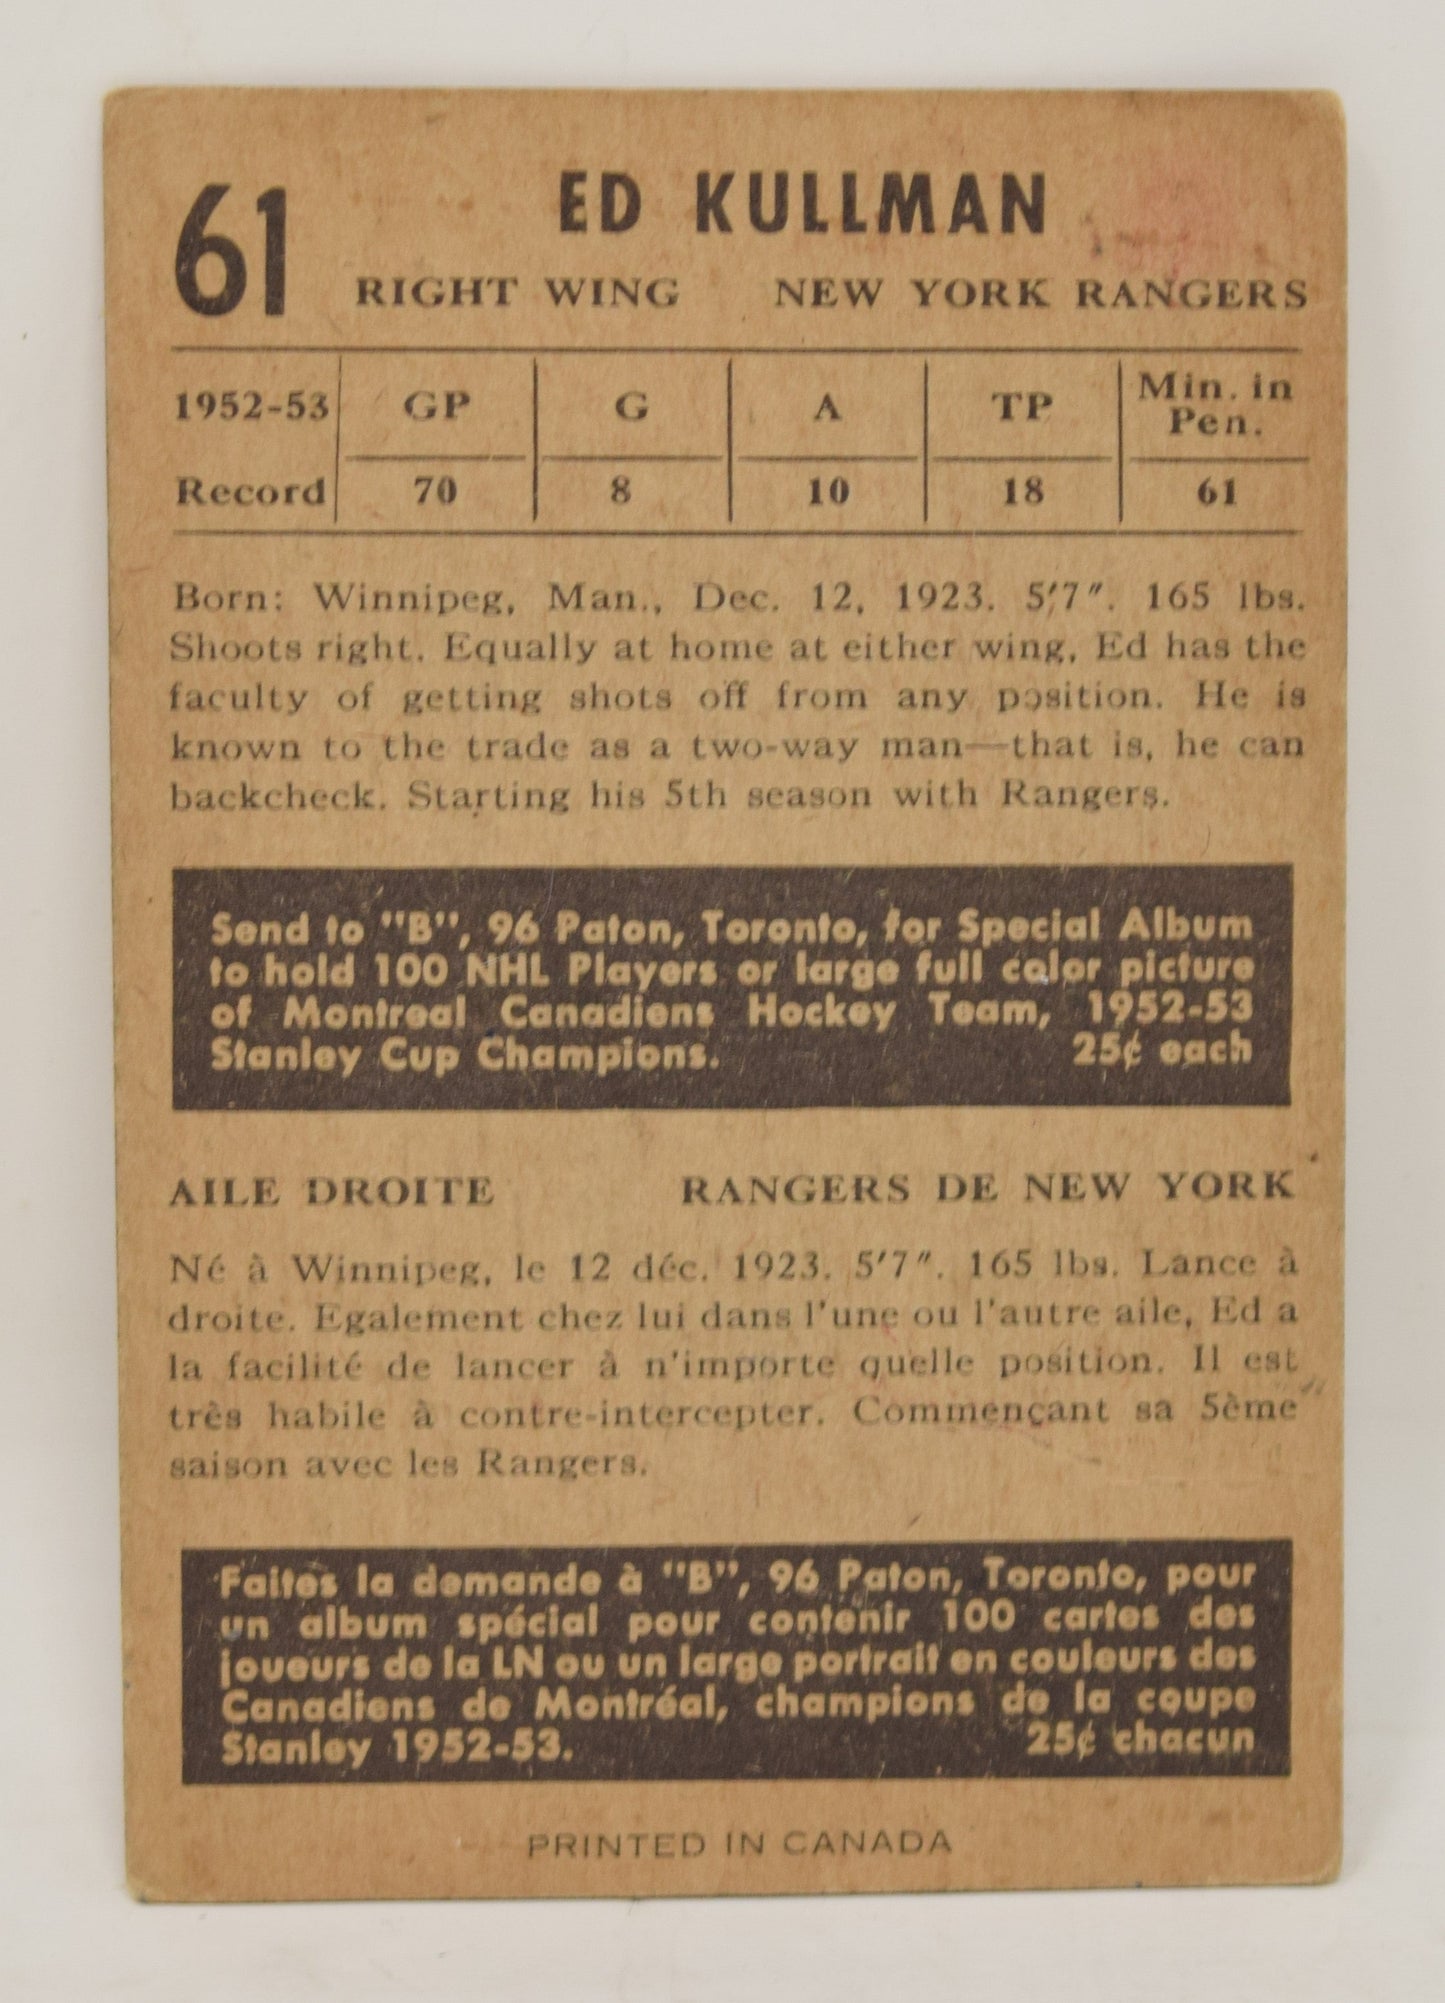 61
ED KULLMAN
RIGHT WING NEW YORK RANGERS
1952-53 GP G A TP Min. in Pen.
Record 70 8 10 18 61
Born: Winnipeg, Man., Dec. 12, 1923. 5'7". 165 lbs.
Shoots right. Equally at home at either wing, Ed has the
faculty of getting shots off from any position. He is
known to the trade as a two-way man—that is, he can
backcheck. Starting his 5th season with Rangers.
Send to "B", 96 Paton, Toronto, for Special Album
to hold 100 NHL Players or large full color picture
of Montreal Canadiens Hockey Team, 1952-53
Stanley Cup Champions. 25¢ each
AILE DROITE RANGERS DE NEW YORK
Né à Winnipeg, le 12 déc. 1923. 5'7". 165 lbs. Lance à
droite. Egalement chez lui dans l'une ou l'autre aile, Ed a
la facilité de lancer à n'importe quelle position. Il est
très habile à contre-intercepter. Commençant sa 5ème
saison avec les Rangers.
Faites la demande à "B", 96 Paton, Toronto, pour
un album spécial pour contenir 100 cartes des
joueurs de la LN ou un large portrait en couleurs des
Canadiens de Montréal, champions de la coupe
Stanley 1952-53. 25¢ chacun
PRINTED IN CANADA